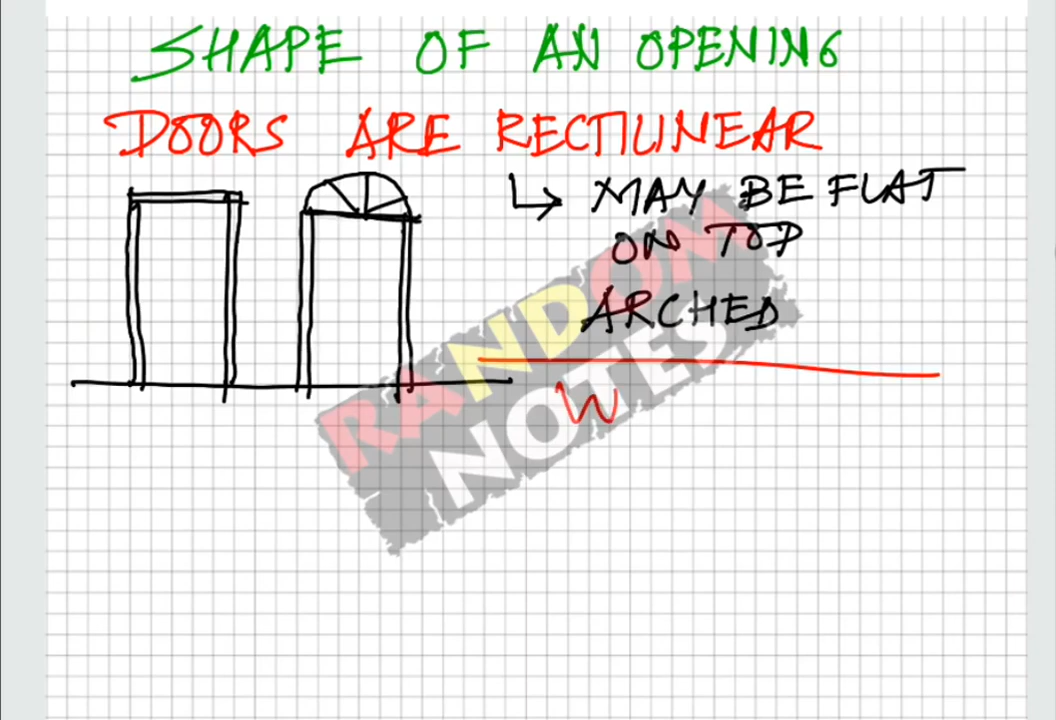 SHAPE OF AN OPENING
DOORS ARE RECTILINEAR
↳ MAY BE FLAT
ON TOP
ARCHED
W
RANDOM
NOTES